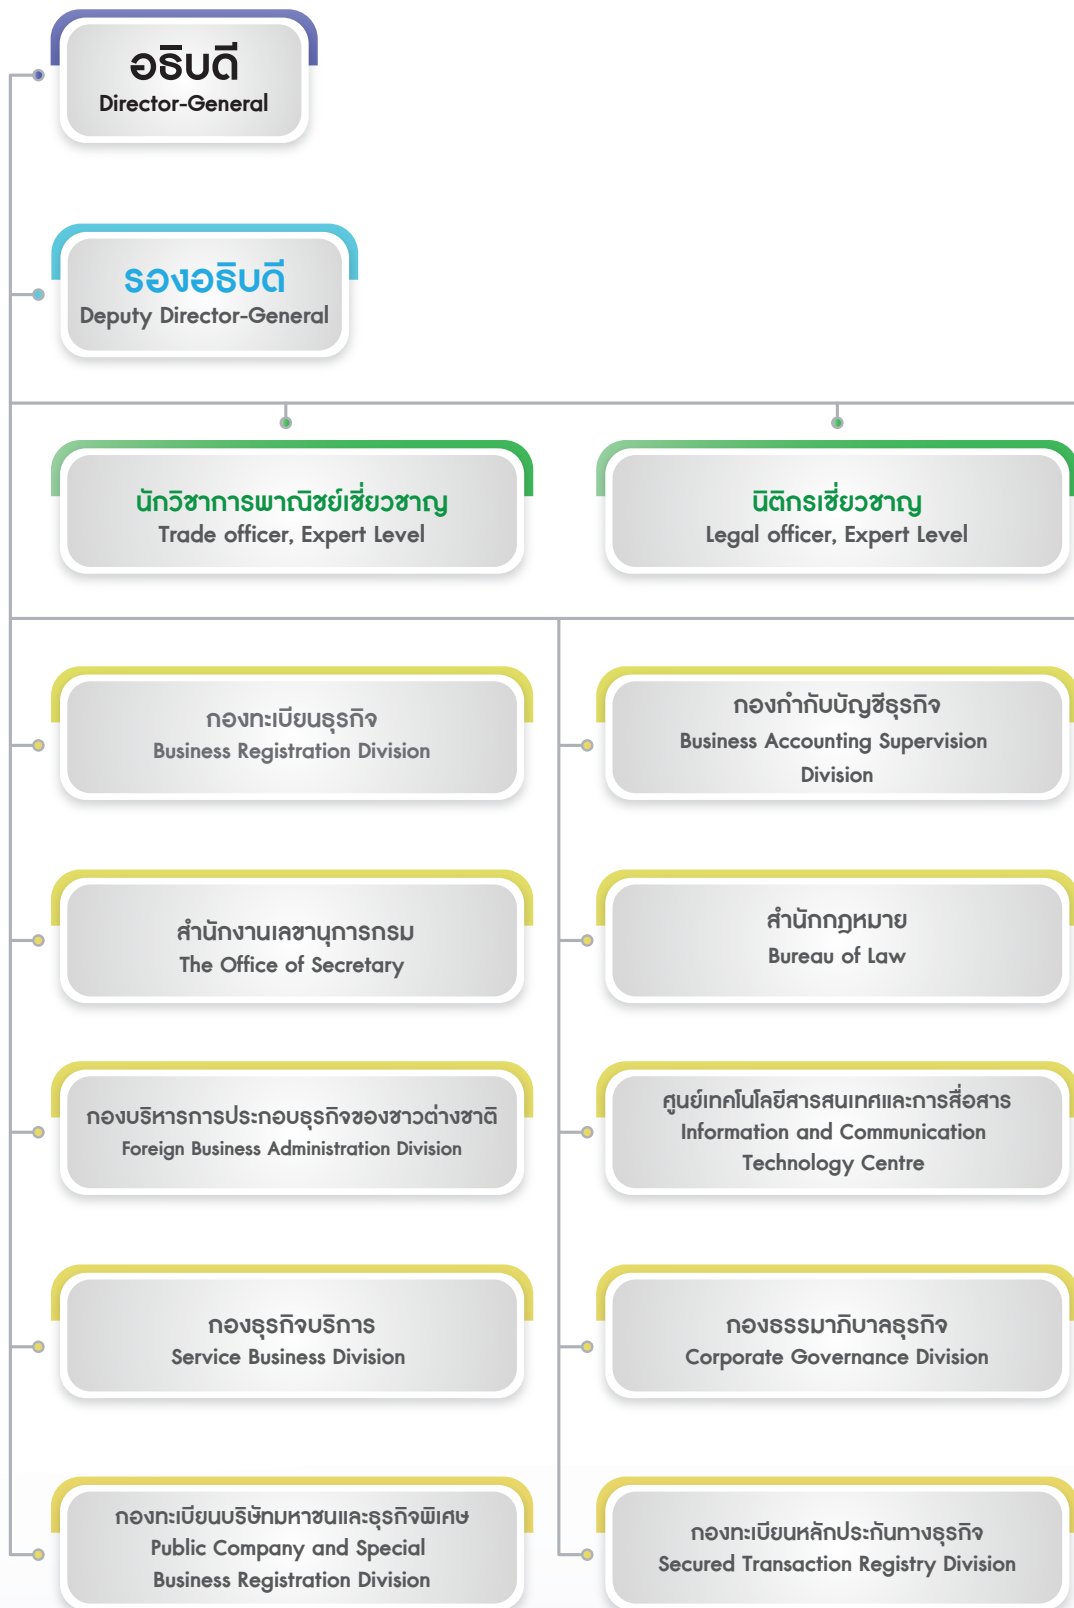 อธิบดี
Director-General
รองอธิบดี
Deputy Director-General
นักวิชาการพาณิชย์เชี่ยวชาญ
Trade officer, Expert Level
นิติกรเชี่ยวชาญ
Legal officer, Expert Level
กองทะเบียนธุรกิจ
Business Registration Division
กองกำกับบัญชีธุรกิจ
Business Accounting Supervision
Division
สำนักงานเลขานุการกรม
The Office of Secretary
สำนักกฎหมาย
Bureau of Law
กองบริหารการประกอบธุรกิจของชาวต่างชาติ
Foreign Business Administration Division
ศูนย์เทคโนโลยีสารสนเทศและการสื่อสาร
Information and Communication
Technology Centre
กองธุรกิจบริการ
Service Business Division
กองธรรมาภิบาลธุรกิจ
Corporate Governance Division
กองทะเบียนบริษัทมหาชนและธุรกิจพิเศษ
Public Company and Special
Business Registration Division
กองทะเบียนหลักประกันทางธุรกิจ
Secured Transaction Registry Division